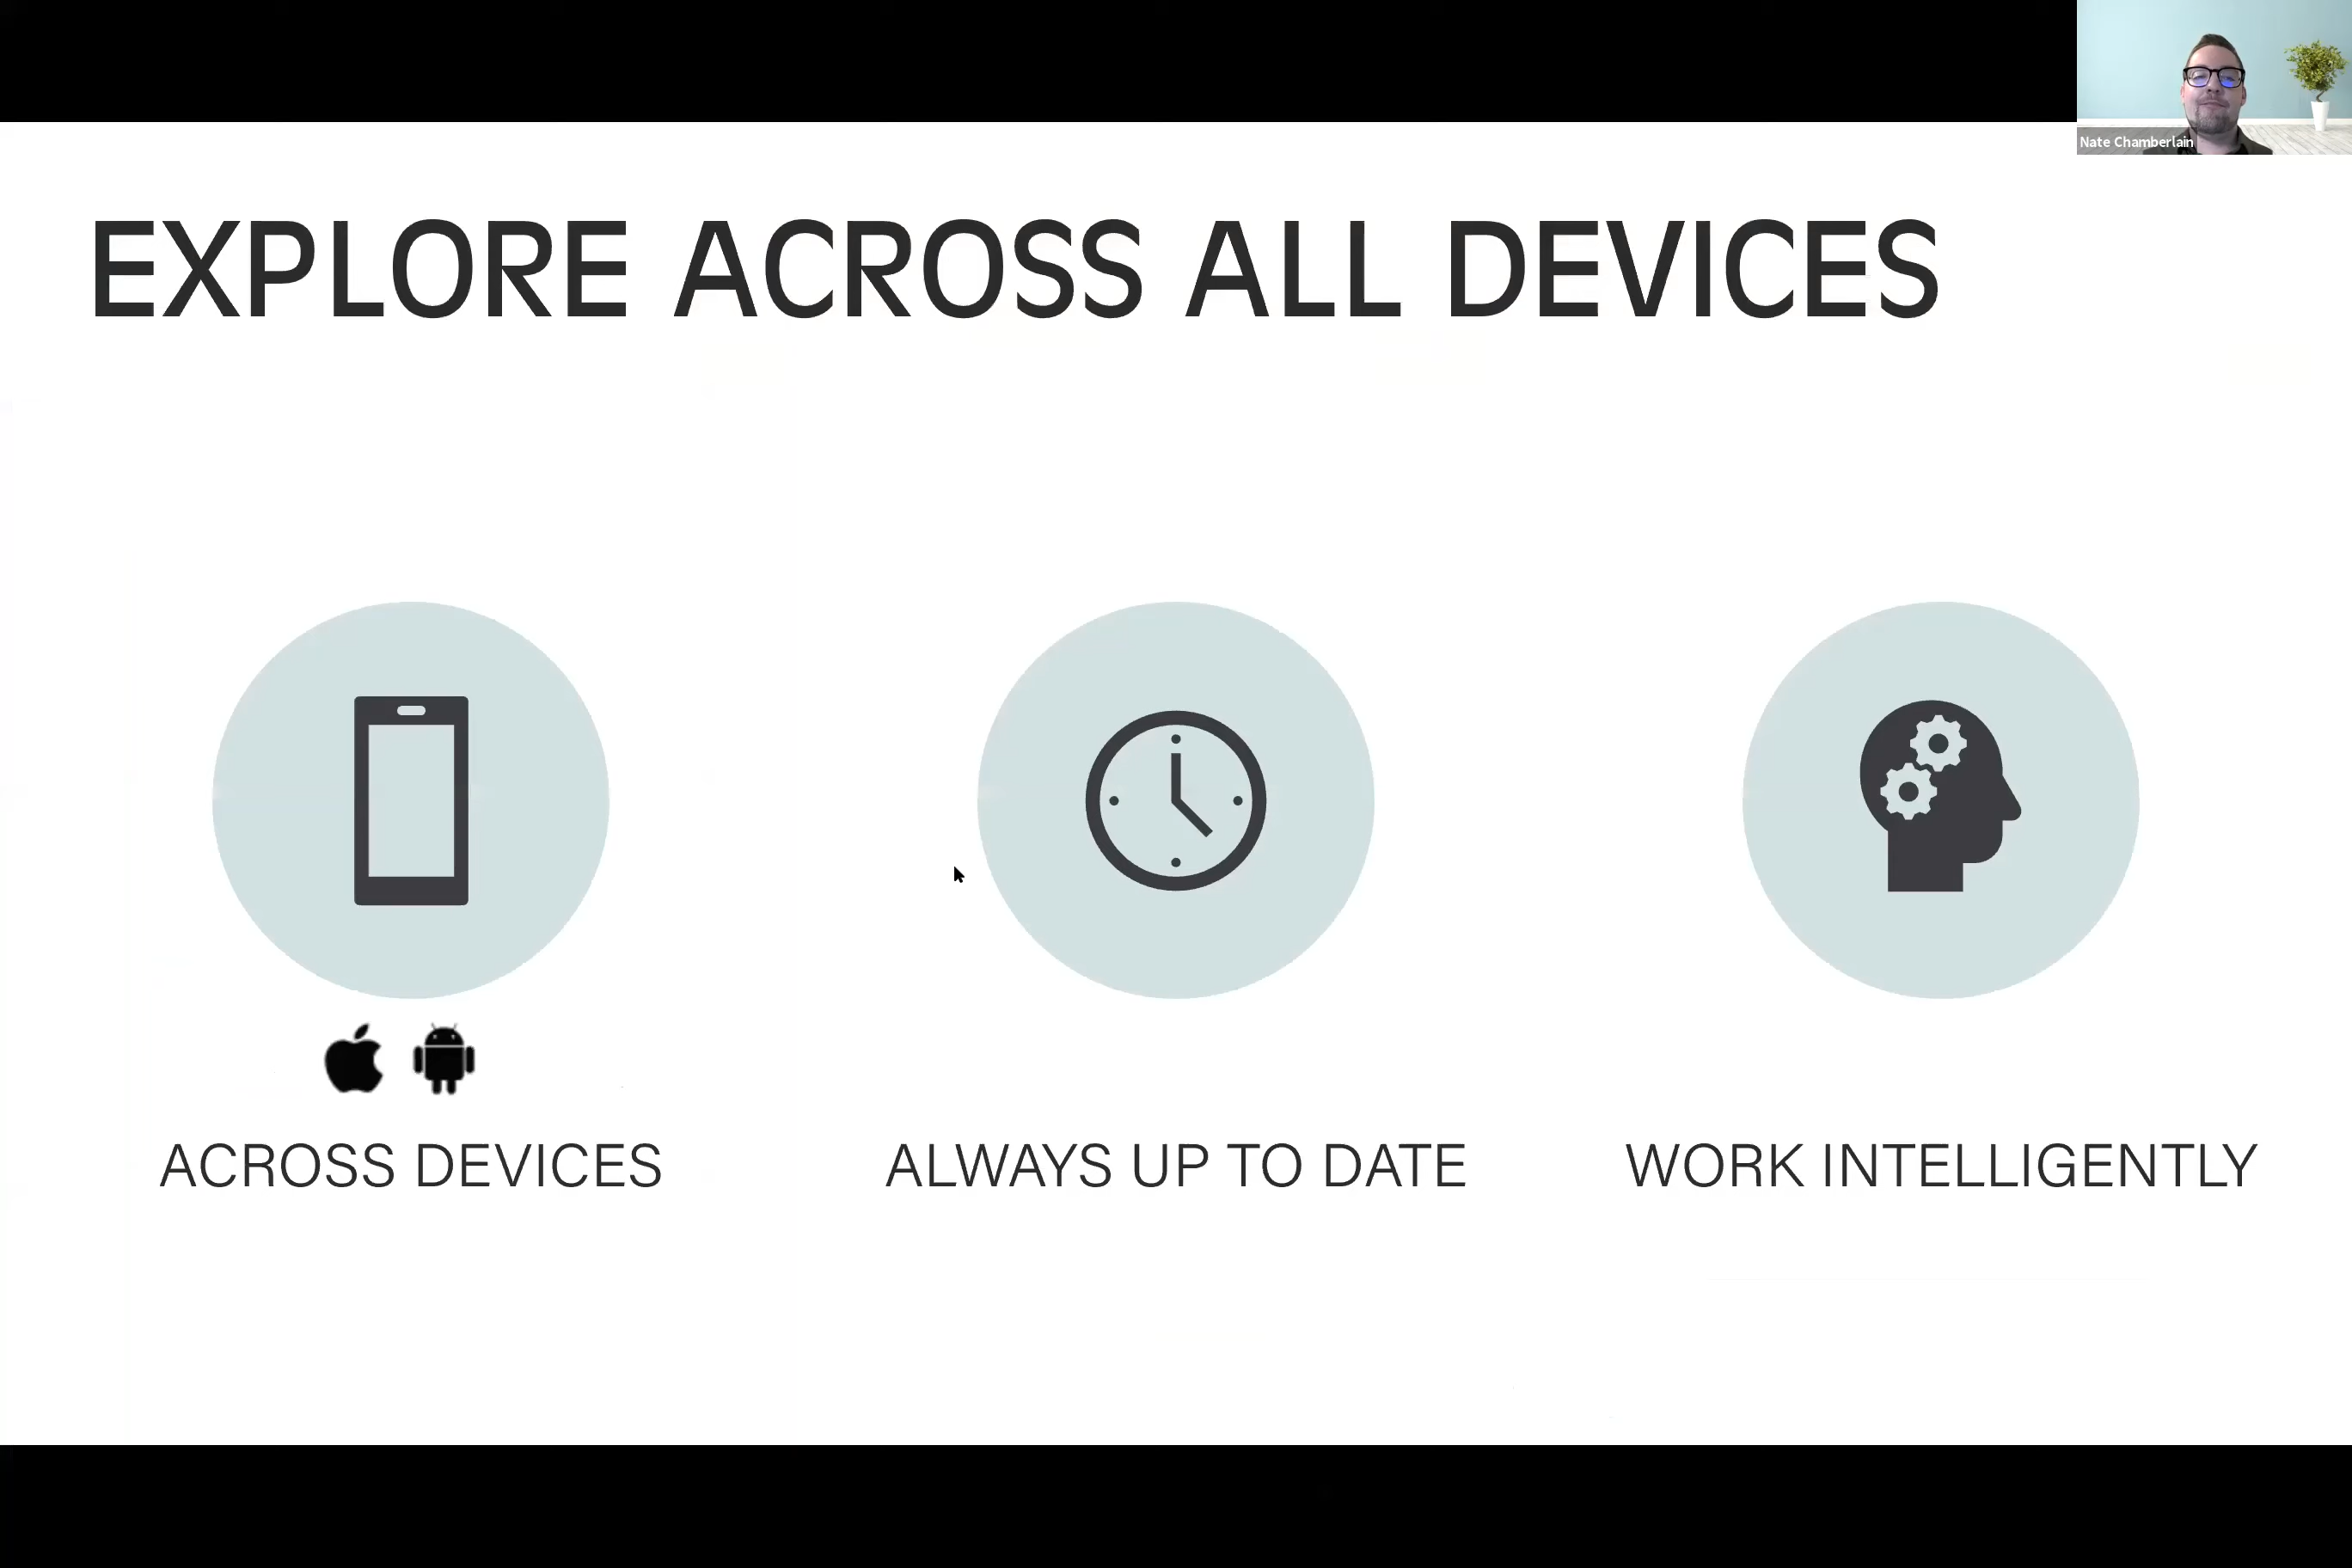 Nate Chamberlain
EXPLORE ACROSS ALL DEVICES
ACROSS DEVICES
ALWAYS UP TO DATE
WORK INTELLIGENTLY